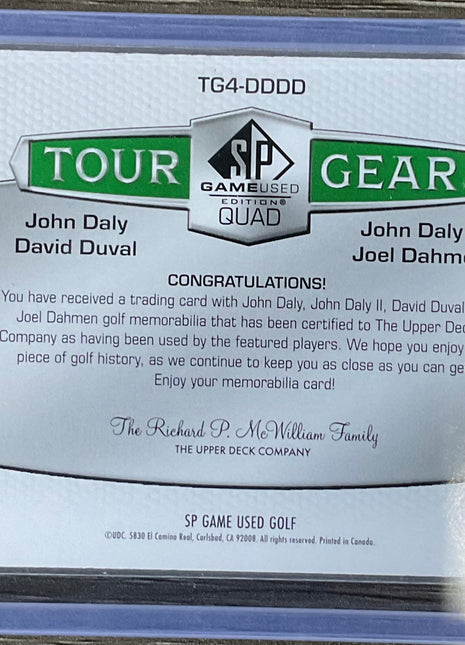 TG4-DDDD
TOUR SP GEAR
GAMEUSED
EDITION®
QUAD
John Daly John Daly
David Duval Joel Dahm
CONGRATULATIONS!
You have received a trading card with John Daly, John Daly II, David Duval
Joel Dahmen golf memorabilia that has been certified to The Upper Dec
Company as having been used by the featured players. We hope you enjoy
piece of golf history, as we continue to keep you as close as you can ge
Enjoy your memorabilia card!
The Richard P. McWilliam Family
THE UPPER DECK COMPANY
SP GAME USED GOLF
©UDC. 5830 El Camino Real, Carlsbad, CA 92008. All rights reserved. Printed in Canada.